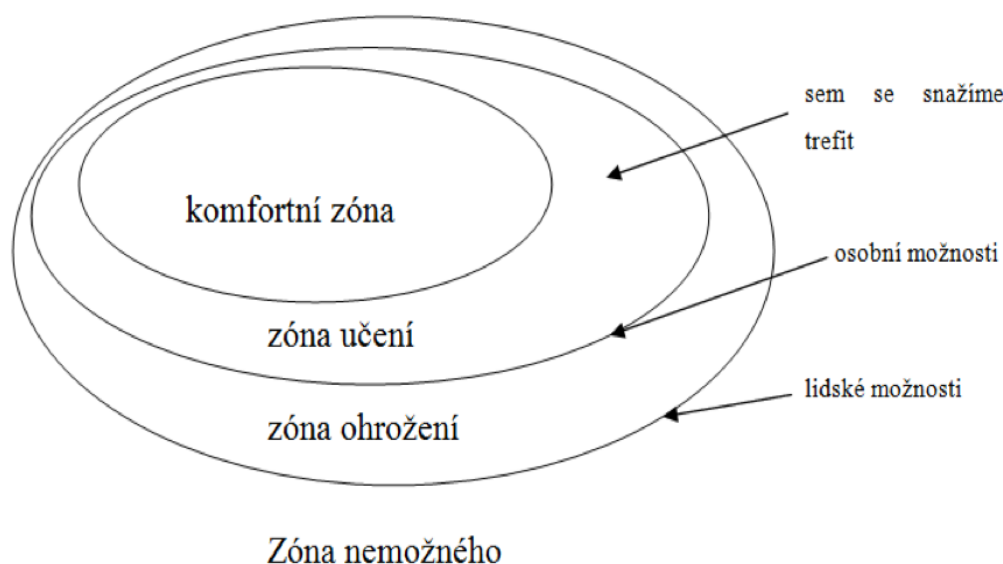 sem se snažíme
trefit
komfortní zóna
osobní možnosti
zóna učení
lidské možnosti
zóna ohrožení
Zóna nemožného